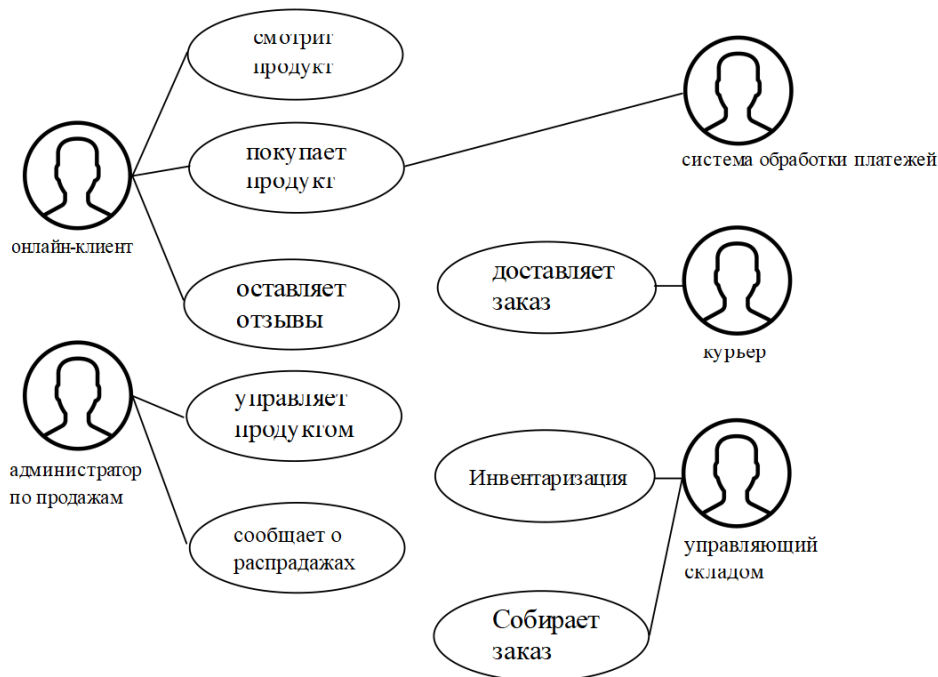 смотрит
продукт
покупает
продукт
система обработки платежей
онлайн-клиент
оставляет
отзывы
доставляет
заказ
курьер
управляет
продуктом
администратор
по продажам
Инвентаризация
сообщает о
распрадажах
управляющий
складом
Собирает
заказ